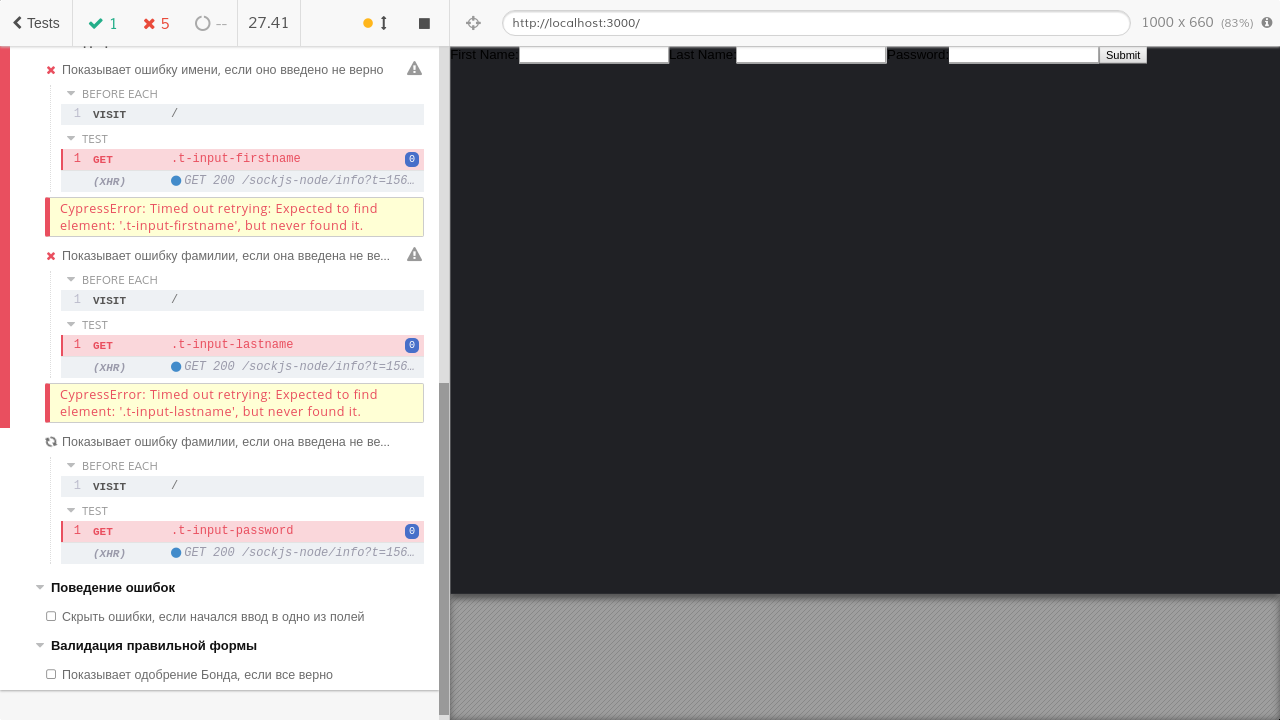 Tests 1 5 -- 27.41
http://localhost:3000/
1000 x 660 (83%)
Показывает ошибку имени, если оно введено не верно
BEFORE EACH
1 VISIT /
TEST
1 GET .t-input-firstname 0
(XHR) GET 200 /sockjs-node/info?t=156…
CypressError: Timed out retrying: Expected to find
element: '.t-input-firstname', but never found it.
Показывает ошибку фамилии, если она введена не ве...
BEFORE EACH
1 VISIT /
TEST
1 GET .t-input-lastname 0
(XHR) GET 200 /sockjs-node/info?t=156…
CypressError: Timed out retrying: Expected to find
element: '.t-input-lastname', but never found it.
Показывает ошибку фамилии, если она введена не ве...
BEFORE EACH
1 VISIT /
TEST
1 GET .t-input-password 0
(XHR) GET 200 /sockjs-node/info?t=156…
Поведение ошибок
Скрыть ошибки, если начался ввод в одно из полей
Валидация правильной формы
Показывает одобрение Бонда, если все верно
First Name: Last Name: Password: Submit